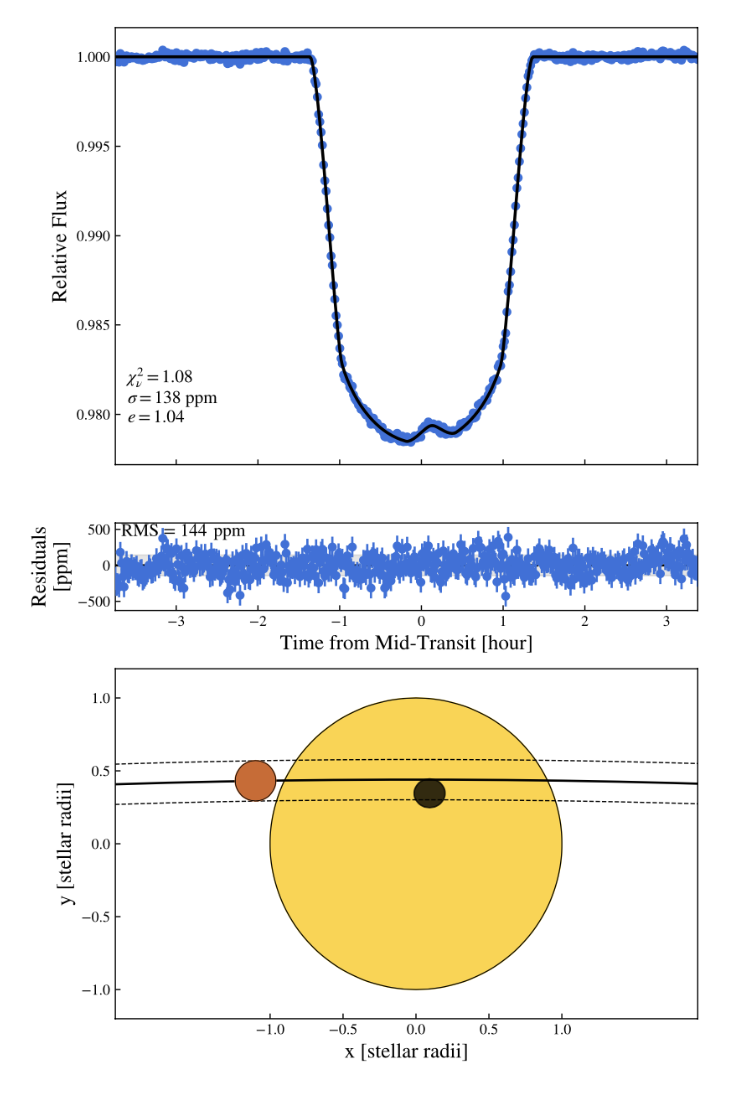 1.000
0.995
0.990
0.985
0.980
Relative Flux
χ²ᵥ = 1.08
σ = 138 ppm
e = 1.04
500
0
−500
Residuals
[ppm]
RMS = 144 ppm
−3 −2 −1 0 1 2 3
Time from Mid-Transit [hour]
1.0
0.5
0.0
−0.5
−1.0
y [stellar radii]
−1.0 −0.5 0.0 0.5 1.0
x [stellar radii]